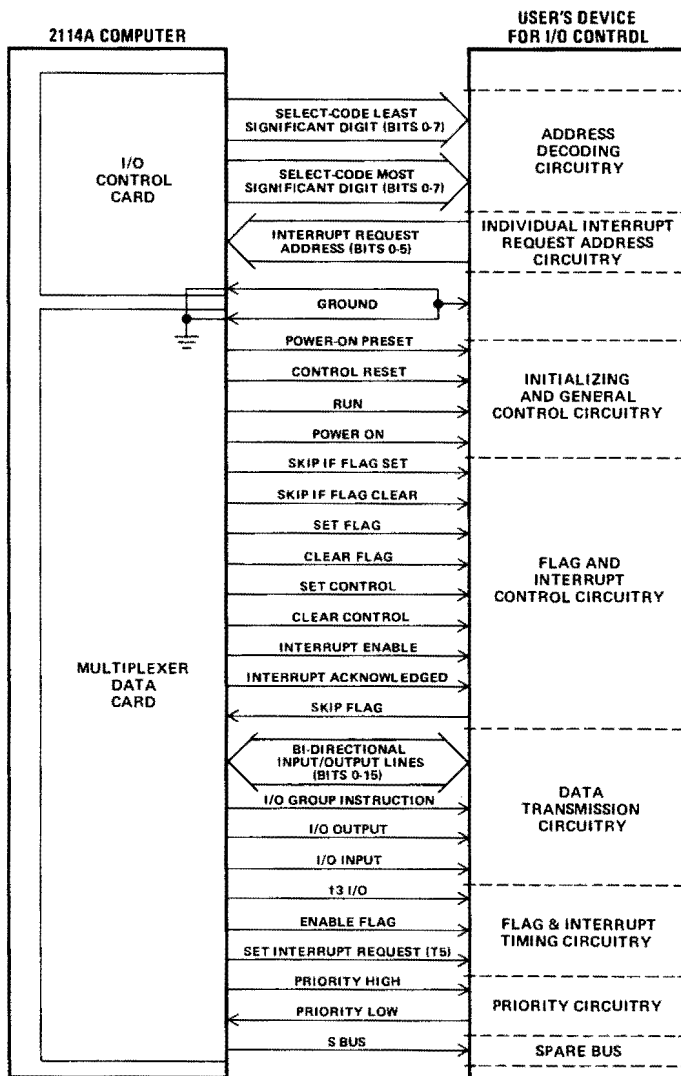 2114A COMPUTER
USER'S DEVICE
FOR I/O CONTROL
I/O
CONTROL
CARD
SELECT-CODE LEAST
SIGNIFICANT DIGIT (BITS 0-7)
SELECT-CODE MOST
SIGNIFICANT DIGIT (BITS 0-7)
ADDRESS
DECODING
CIRCUITRY
INTERRUPT REQUEST
ADDRESS (BITS 0-5)
INDIVIDUAL INTERRUPT
REQUEST ADDRESS
CIRCUITRY
GROUND
MULTIPLEXER
DATA
CARD
POWER-ON PRESET
CONTROL RESET
RUN
POWER ON
INITIALIZING
AND GENERAL
CONTROL CIRCUITRY
SKIP IF FLAG SET
SKIP IF FLAG CLEAR
SET FLAG
CLEAR FLAG
SET CONTROL
CLEAR CONTROL
INTERRUPT ENABLE
INTERRUPT ACKNOWLEDGED
SKIP FLAG
FLAG AND
INTERRUPT
CONTROL CIRCUITRY
BI-DIRECTIONAL
INPUT/OUTPUT LINES
(BITS 0-15)
I/O GROUP INSTRUCTION
I/O OUTPUT
I/O INPUT
DATA
TRANSMISSION
CIRCUITRY
T3 I/O
ENABLE FLAG
SET INTERRUPT REQUEST (T5)
FLAG & INTERRUPT
TIMING CIRCUITRY
PRIORITY HIGH
PRIORITY LOW
PRIORITY CIRCUITRY
S BUS
SPARE BUS